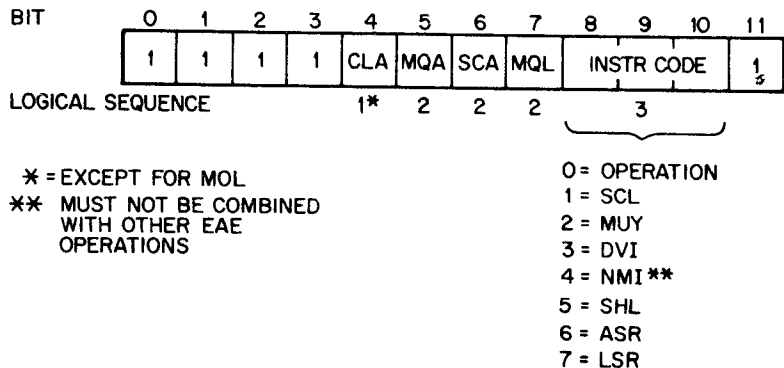 BIT 0 1 2 3 4 5 6 7 8 9 10 11
1 1 1 1 CLA MQA SCA MQL INSTR CODE 1
LOGICAL SEQUENCE 1* 2 2 2 3
* = EXCEPT FOR MOL
** MUST NOT BE COMBINED
WITH OTHER EAE
OPERATIONS
0 = OPERATION
1 = SCL
2 = MUY
3 = DVI
4 = NMI **
5 = SHL
6 = ASR
7 = LSR